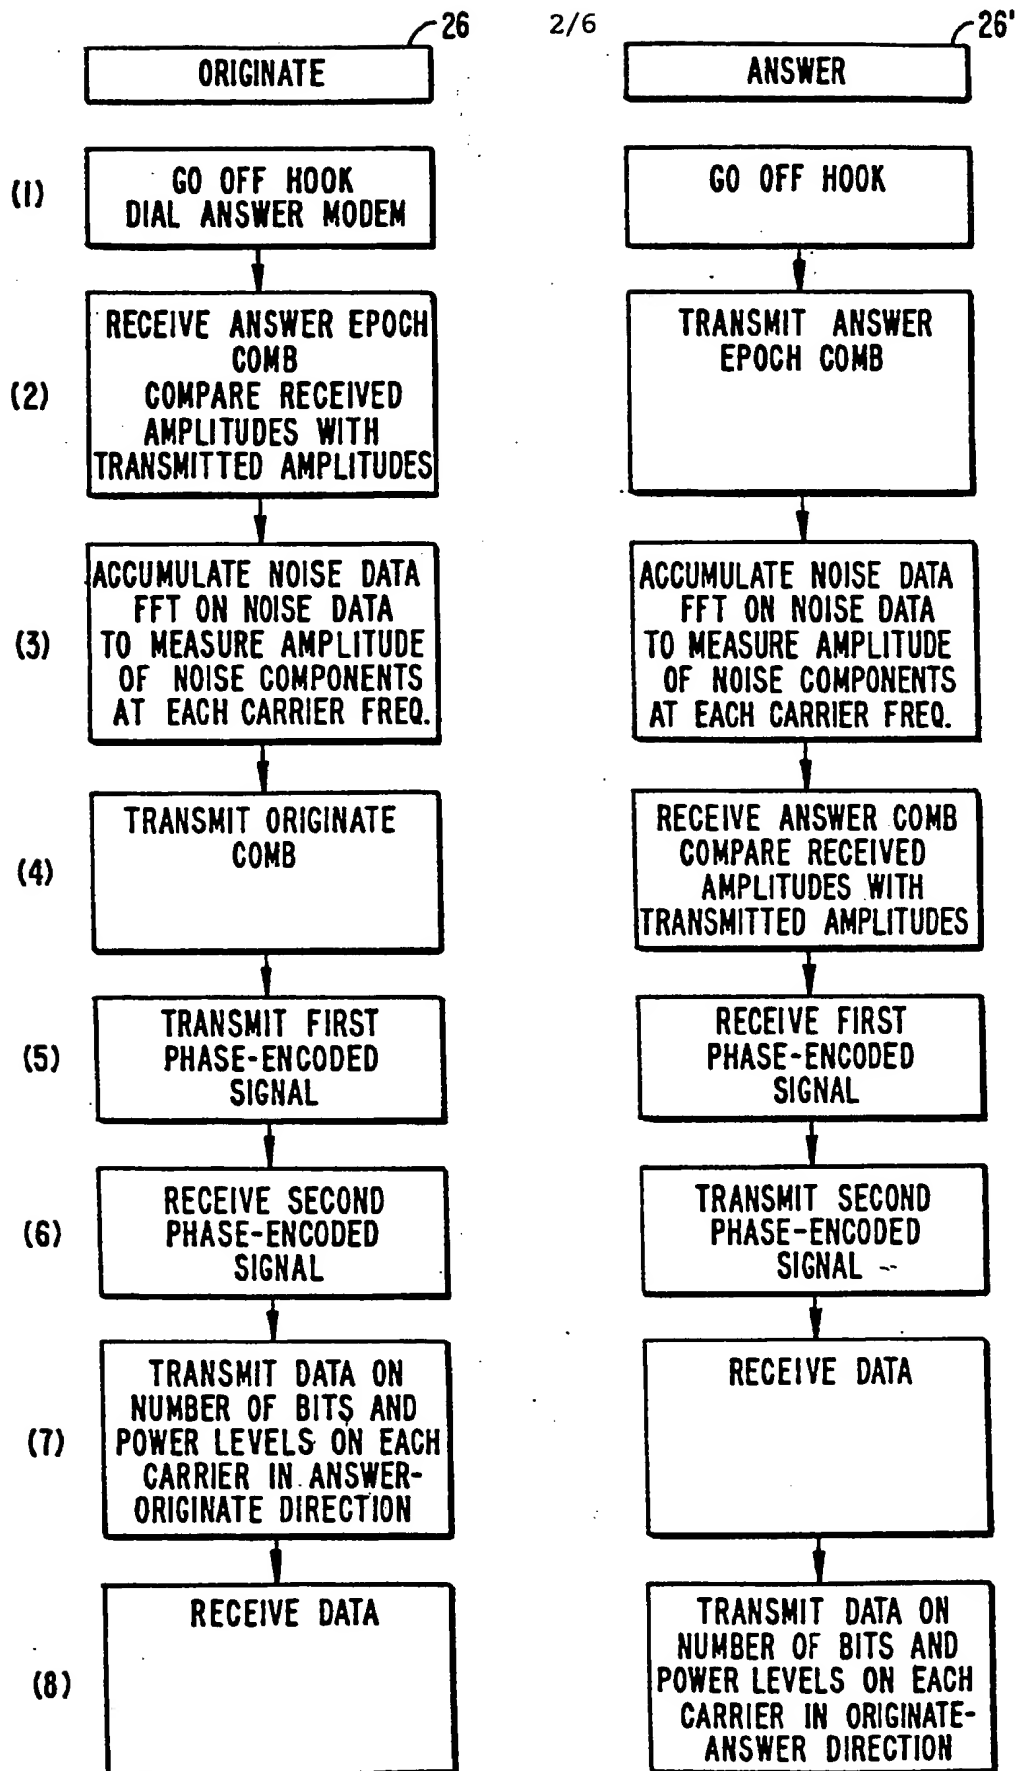 26
2/6
26'
ORIGINATE
ANSWER
(1)
GO OFF HOOK
DIAL ANSWER MODEM
GO OFF HOOK
(2)
RECEIVE ANSWER EPOCH
COMB
COMPARE RECEIVED
AMPLITUDES WITH
TRANSMITTED AMPLITUDES
TRANSMIT ANSWER
EPOCH COMB
(3)
ACCUMULATE NOISE DATA
FFT ON NOISE DATA
TO MEASURE AMPLITUDE
OF NOISE COMPONENTS
AT EACH CARRIER FREQ.
ACCUMULATE NOISE DATA
FFT ON NOISE DATA
TO MEASURE AMPLITUDE
OF NOISE COMPONENTS
AT EACH CARRIER FREQ.
(4)
TRANSMIT ORIGINATE
COMB
RECEIVE ANSWER COMB
COMPARE RECEIVED
AMPLITUDES WITH
TRANSMITTED AMPLITUDES
(5)
TRANSMIT FIRST
PHASE-ENCODED
SIGNAL
RECEIVE FIRST
PHASE-ENCODED
SIGNAL
(6)
RECEIVE SECOND
PHASE-ENCODED
SIGNAL
TRANSMIT SECOND
PHASE-ENCODED
SIGNAL
(7)
TRANSMIT DATA ON
NUMBER OF BITS AND
POWER LEVELS ON EACH
CARRIER IN ANSWER-
ORIGINATE DIRECTION
RECEIVE DATA
(8)
RECEIVE DATA
TRANSMIT DATA ON
NUMBER OF BITS AND
POWER LEVELS ON EACH
CARRIER IN ORIGINATE-
ANSWER DIRECTION